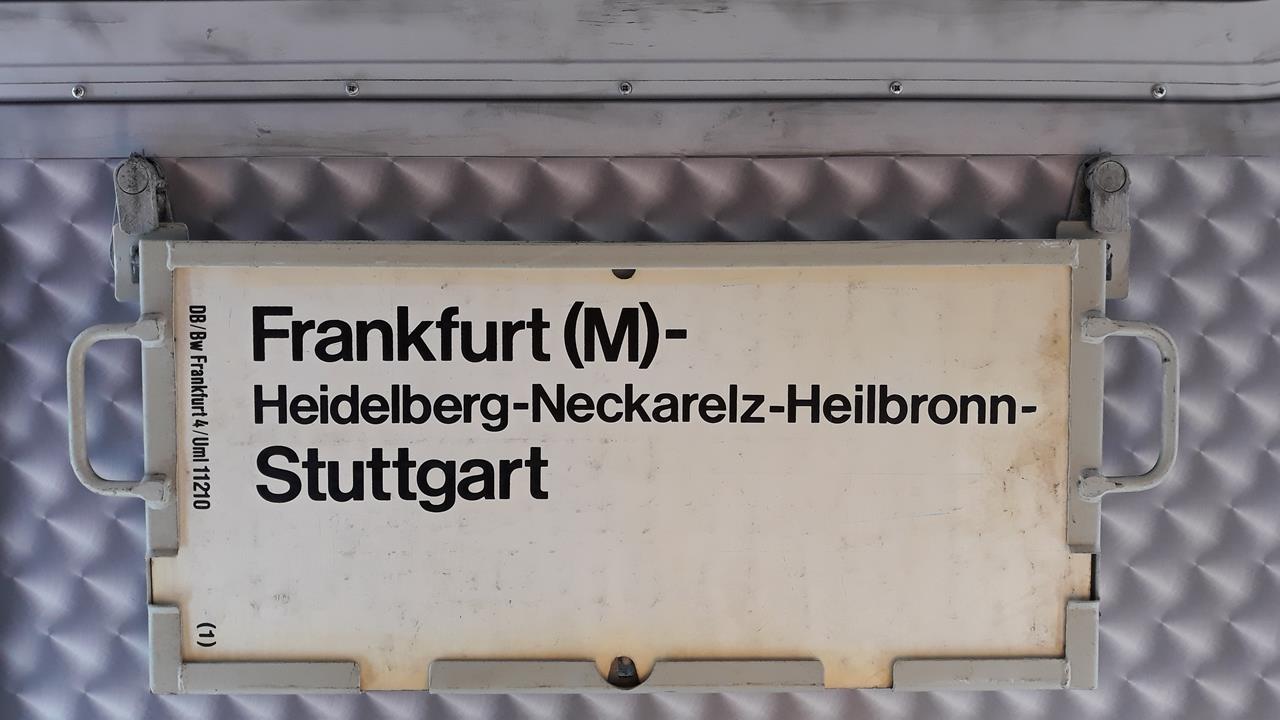 Frankfurt (M)-
Heidelberg-Neckarelz-Heilbronn-
Stuttgart
DB/Bw Frankfurt 4/Uml 11210
(1)